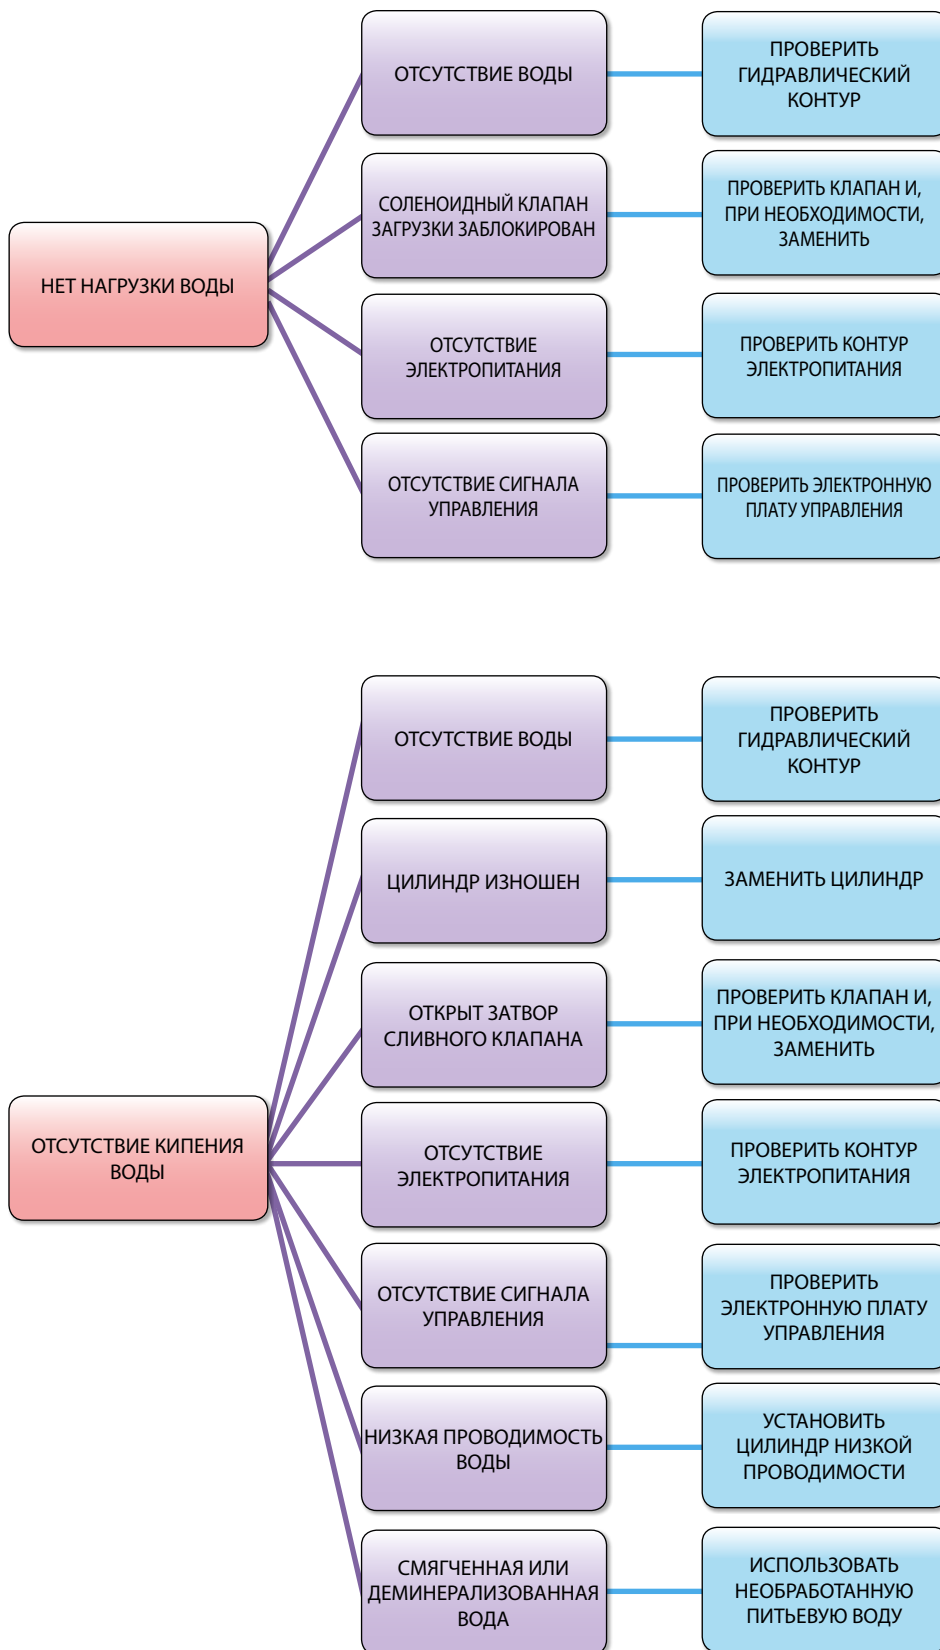 ОТСУТСТВИЕ ВОДЫ
ПРОВЕРИТЬ
ГИДРАВЛИЧЕСКИЙ
КОНТУР
СОЛЕНОИДНЫЙ КЛАПАН
ЗАГРУЗКИ ЗАБЛОКИРОВАН
ПРОВЕРИТЬ КЛАПАН И,
ПРИ НЕОБХОДИМОСТИ,
ЗАМЕНИТЬ
НЕТ НАГРУЗКИ ВОДЫ
ОТСУТСТВИЕ
ЭЛЕКТРОПИТАНИЯ
ПРОВЕРИТЬ КОНТУР
ЭЛЕКТРОПИТАНИЯ
ОТСУТСТВИЕ СИГНАЛА
УПРАВЛЕНИЯ
ПРОВЕРИТЬ ЭЛЕКТРОННУЮ
ПЛАТУ УПРАВЛЕНИЯ
ОТСУТСТВИЕ ВОДЫ
ПРОВЕРИТЬ
ГИДРАВЛИЧЕСКИЙ
КОНТУР
ЦИЛИНДР ИЗНОШЕН
ЗАМЕНИТЬ ЦИЛИНДР
ОТКРЫТ ЗАТВОР
СЛИВНОГО КЛАПАНА
ПРОВЕРИТЬ КЛАПАН И,
ПРИ НЕОБХОДИМОСТИ,
ЗАМЕНИТЬ
ОТСУТСТВИЕ КИПЕНИЯ
ВОДЫ
ОТСУТСТВИЕ
ЭЛЕКТРОПИТАНИЯ
ПРОВЕРИТЬ КОНТУР
ЭЛЕКТРОПИТАНИЯ
ОТСУТСТВИЕ СИГНАЛА
УПРАВЛЕНИЯ
ПРОВЕРИТЬ
ЭЛЕКТРОННУЮ ПЛАТУ
УПРАВЛЕНИЯ
НИЗКАЯ ПРОВОДИМОСТЬ
ВОДЫ
УСТАНОВИТЬ
ЦИЛИНДР НИЗКОЙ
ПРОВОДИМОСТИ
СМЯГЧЕННАЯ ИЛИ
ДЕМИНЕРАЛИЗОВАННАЯ
ВОДА
ИСПОЛЬЗОВАТЬ
НЕОБРАБОТАННУЮ
ПИТЬЕВУЮ ВОДУ